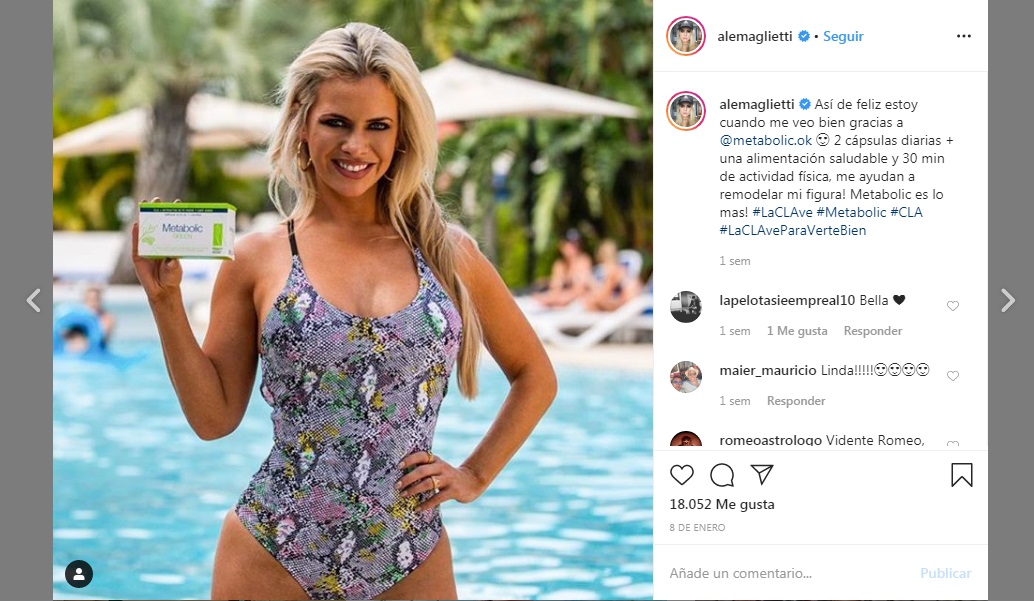 alemaglietti • Seguir
alemaglietti Así de feliz estoy
cuando me veo bien gracias a
@metabolic.ok 2 cápsulas diarias +
una alimentación saludable y 30 min
de actividad física, me ayudan a
remodelar mi figura! Metabolic es lo
mas! #LaCLAve #Metabolic #CLA
#LaCLAveParaVerteBien
1 sem
lapelotasieempreal10 Bella 🖤
1 sem 1 Me gusta Responder
maier_mauricio Linda!!!!!
1 sem Responder
romeoastrologo Vidente Romeo,
18.052 Me gusta
8 DE ENERO
Añade un comentario... Publicar
Metabolic